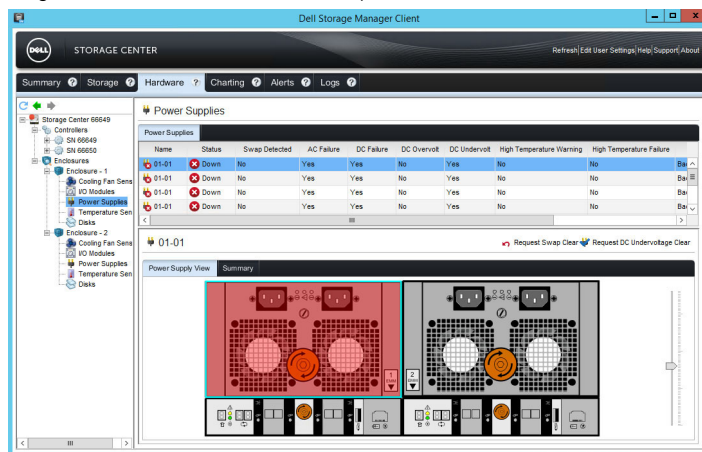 Dell Storage Manager Client
DELL STORAGE CENTER
Refresh Edit User Settings Help Support About
Summary ? Storage ? Hardware ? Charting ? Alerts ? Logs ?
Storage Center 66649
Controllers
SN 66649
SN 66650
Enclosures
Enclosure - 1
Cooling Fan Sens
I/O Modules
Power Supplies
Temperature Sen
Disks
Enclosure - 2
Cooling Fan Sens
I/O Modules
Power Supplies
Temperature Sen
Disks
Power Supplies
Power Supplies
Name Status Swap Detected AC Failure DC Failure DC Overvolt DC Undervolt High Temperature Warning High Temperature Failure
01-01 Down No Yes Yes No Yes No No Ba
01-01 Down No Yes Yes No Yes No No Ba
01-01 Down No Yes Yes No Yes No No Ba
01-01 Down No Yes Yes No Yes No No Ba
01-01
Request Swap Clear Request DC Undervoltage Clear
Power Supply View Summary
1
2